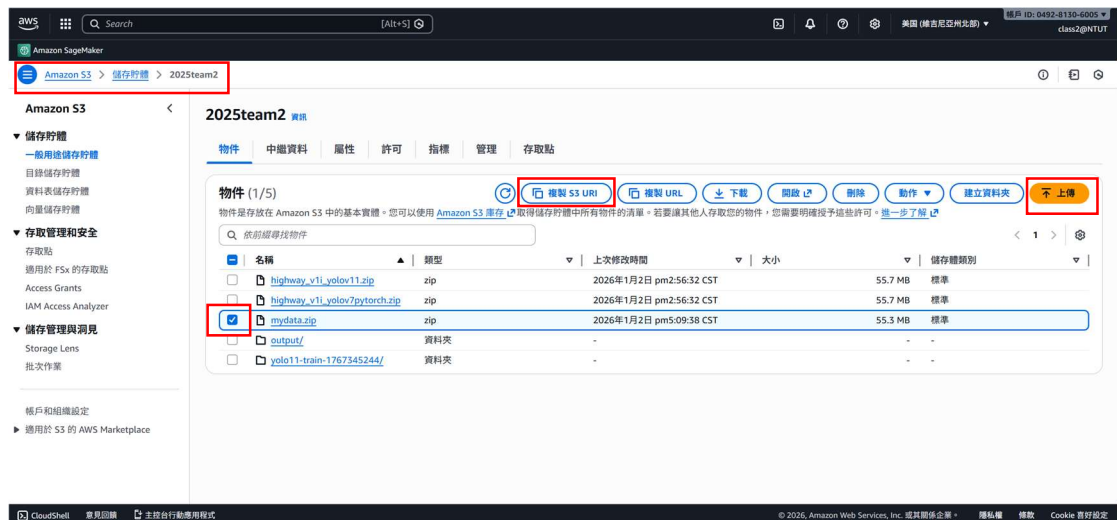 aws
Search
[Alt+S]
美国 (維吉尼亞州北部)
帳戶 ID: 0492-8130-6005
class2@NTUT
Amazon SageMaker
Amazon S3 > 儲存貯體 > 2025team2
Amazon S3
儲存貯體
一般用途儲存貯體
目錄儲存貯體
資料表儲存貯體
向量儲存貯體
存取管理和安全
存取點
適用於 FSx 的存取點
Access Grants
IAM Access Analyzer
儲存管理與洞見
Storage Lens
批次作業
帳戶和組織設定
適用於 S3 的 AWS Marketplace
2025team2 資訊
物件 中繼資料 屬性 許可 指標 管理 存取點
物件 (1/5)
複製 S3 URI 複製 URL 下載 開啟 刪除 動作 建立資料夾 上傳
物件是存放在 Amazon S3 中的基本實體。您可以使用 Amazon S3 庫存 取得儲存貯體中所有物件的清單。若要讓其他人存取您的物件，您需要明確授予這些許可。進一步了解
依前綴尋找物件
1
名稱 類型 上次修改時間 大小 儲存體類別
highway_v1i_yolov11.zip zip 2026年1月2日 pm2:56:32 CST 55.7 MB 標準
highway_v1i_yolov7pytorch.zip zip 2026年1月2日 pm2:56:32 CST 55.7 MB 標準
mydata.zip zip 2026年1月2日 pm5:09:38 CST 55.3 MB 標準
output/ 資料夾 - - -
yolo11-train-1767345244/ 資料夾 - - -
CloudShell 意見回饋 主控台行動應用程式 © 2026, Amazon Web Services, Inc. 或其關係企業。 隱私權 條款 Cookie 喜好設定